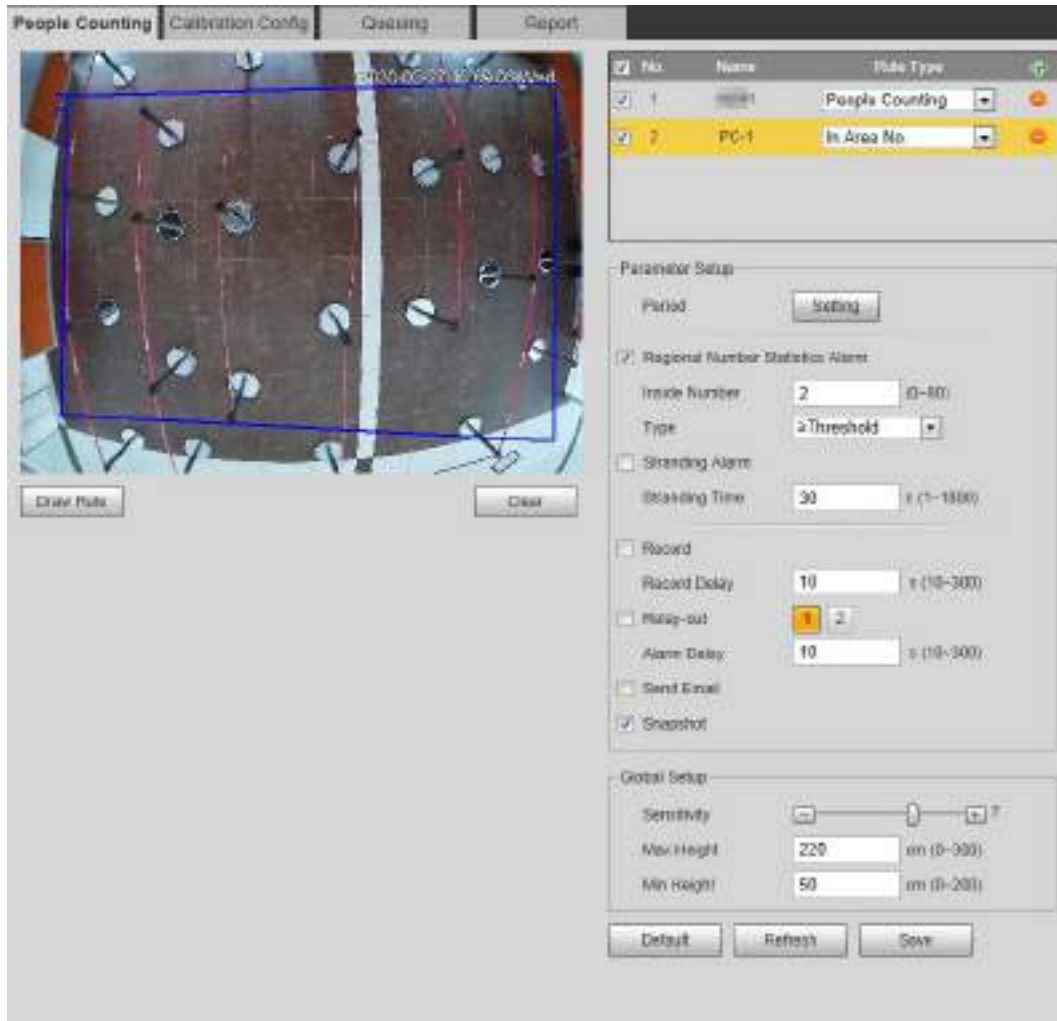 People Counting Calibration Config Queuing Report
No. Name Rule Type
1 People Counting
2 PC-1 In Area No.
Parameter Setup
Period Setting
Regional Number Statistics Alarm
Inside Number 2 (0~80)
Type ≥Threshold
Stranding Alarm
Stranding Time 30 s (1~1800)
Record
Record Delay 10 s (10~300)
Relay-out 1 2
Alarm Delay 10 s (10~300)
Send Email
Snapshot
Draw Rule Clear
Global Setup
Sensitivity - + 7
Max Height 220 cm (0~300)
Min Height 50 cm (0~200)
Default Refresh Save